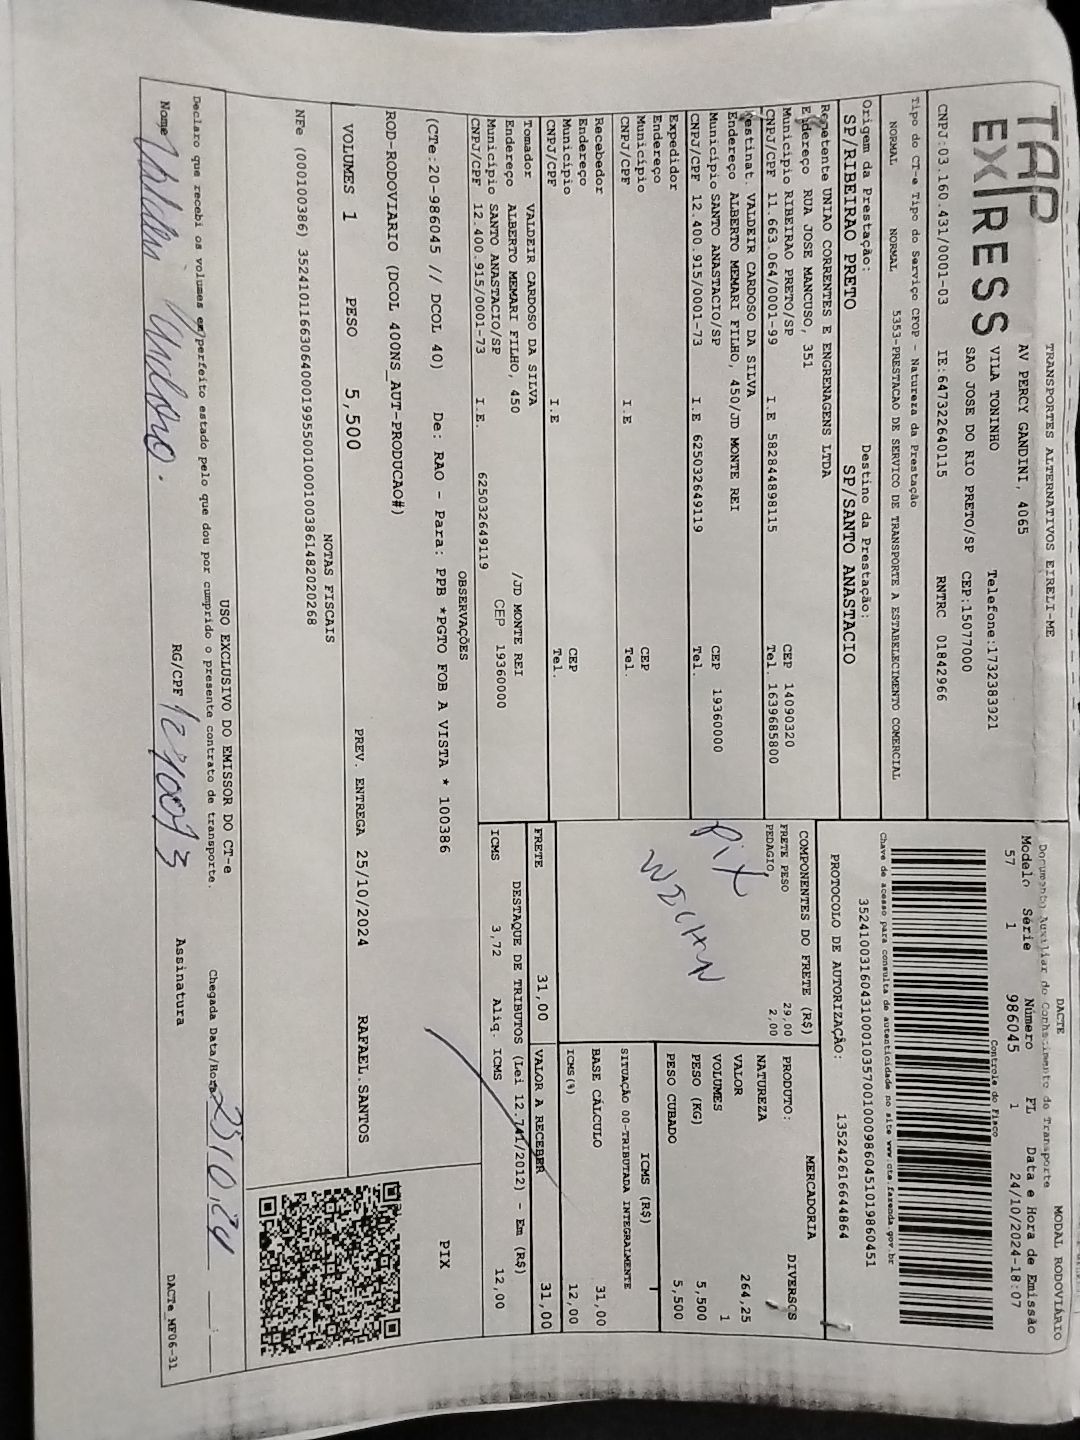 TAP
EXPRESS
TRANSPORTES ALTERNATIVOS EIRELI-ME
AV PERCY GANDINI, 4065
VILA TONINHO Telefone:1732383921
SAO JOSE DO RIO PRETO/SP CEP:15077000
CNPJ:03.160.431/0001-03 IE:647322640115 RNTRC 01842966
Tipo do CT-e Tipo do Serviço CFOP - Natureza da Prestação
NORMAL NORMAL 5353-PRESTACAO DE SERVICO DE TRANSPORTE A ESTABELECIMENTO COMERCIAL
Origem da Prestação: Destino da Prestação:
SP/RIBEIRAO PRETO SP/SANTO ANASTACIO
Remetente UNIAO CORRENTES E ENGRENAGENS LTDA
Endereço RUA JOSE MANCUSO, 351
Município RIBEIRAO PRETO/SP CEP 14090320
CNPJ/CPF 11.663.064/0001-99 I.E 582844898115 Tel. 1639685800
Destinat. VALDEIR CARDOSO DA SILVA
Endereço ALBERTO MEMARI FILHO, 450/JD MONTE REI
Município SANTO ANASTACIO/SP CEP 19360000
CNPJ/CPF 12.400.915/0001-73 I.E 625032649119 Tel.
Expedidor
Endereço
Município CEP
CNPJ/CPF I.E Tel.
Recebedor
Endereço
Município CEP
CNPJ/CPF I.E Tel.
Tomador VALDEIR CARDOSO DA SILVA
Endereço ALBERTO MEMARI FILHO, 450 /JD MONTE REI
Município SANTO ANASTACIO/SP CEP 19360000
CNPJ/CPF 12.400.915/0001-73 I.E. 625032649119
DACTE MODAL RODOVIÁRIO
Documento Auxiliar do Conhecimento de Transporte
Modelo Série Número FL Data e Hora de Emissão
57 1 986045 1 24/10/2024-18:07
Controle do Fisco
Chave de acesso para consulta de autenticidade no site www.cte.fazenda.gov.br
35241003160431000103570010009860451019860451
PROTOCOLO DE AUTORIZAÇÃO: 135242616644864
COMPONENTES DO FRETE (R$)
FRETE PESO 29,00
PEDAGIO, 2,00
PIX
MERCADORIA
PRODUTO: DIVERSOS
NATUREZA
VALOR 264,25
VOLUMES 1
PESO (KG) 5,500
PESO CUBADO 5,500
ICMS (R$)
SITUAÇÃO 00-TRIBUTADA INTEGRALMENTE
BASE CÁLCULO 31,00
ICMS(%) 12,00
FRETE 31,00 VALOR A RECEBER 31,00
DESTAQUE DE TRIBUTOS (Lei 12.741/2012) - Em (R$)
ICMS 3,72 Aliq. ICMS 12,00
OBSERVAÇÕES
(CTe:20-986045 // DCOL 40) De: RAO - Para: PPB *PGTO FOB A VISTA * 100386
PIX
ROD-RODOVIARIO (DCOL 400NS_AUT-PRODUCAO#)
VOLUMES 1 PESO 5,500 PREV. ENTREGA 25/10/2024 RAFAEL.SANTOS
NOTAS FISCAIS
NFe (000100386) 35241011663064000199550010001003861482020268
USO EXCLUSIVO DO EMISSOR DO CT-e
Declaro que recebi os volumes em perfeito estado pelo que dou por cumprido o presente contrato de transporte. Chegada Data/Hora 25/10/24
Nome RG/CPF Assinatura
DACTe_MF06-31